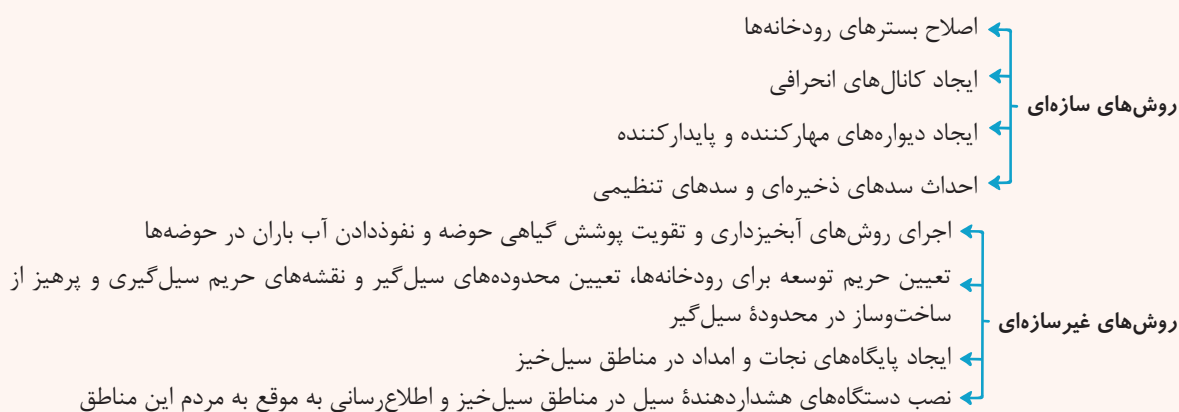 روش‌های سازه‌ای
اصلاح بسترهای رودخانه‌ها
ایجاد کانال‌های انحرافی
ایجاد دیواره‌های مهارکننده و پایدارکننده
احداث سدهای ذخیره‌ای و سدهای تنظیمی
روش‌های غیرسازه‌ای
اجرای روش‌های آبخیزداری و تقویت پوشش گیاهی حوضه و نفوذدادن آب باران در حوضه‌ها
تعیین حریم توسعه برای رودخانه‌ها، تعیین محدوده‌های سیل‌گیر و نقشه‌های حریم سیل‌گیری و پرهیز از
ساخت‌وساز در محدودهٔ سیل‌گیر
ایجاد پایگاه‌های نجات و امداد در مناطق سیل‌خیز
نصب دستگاه‌های هشداردهندهٔ سیل در مناطق سیل‌خیز و اطلاع‌رسانی به موقع به مردم این مناطق